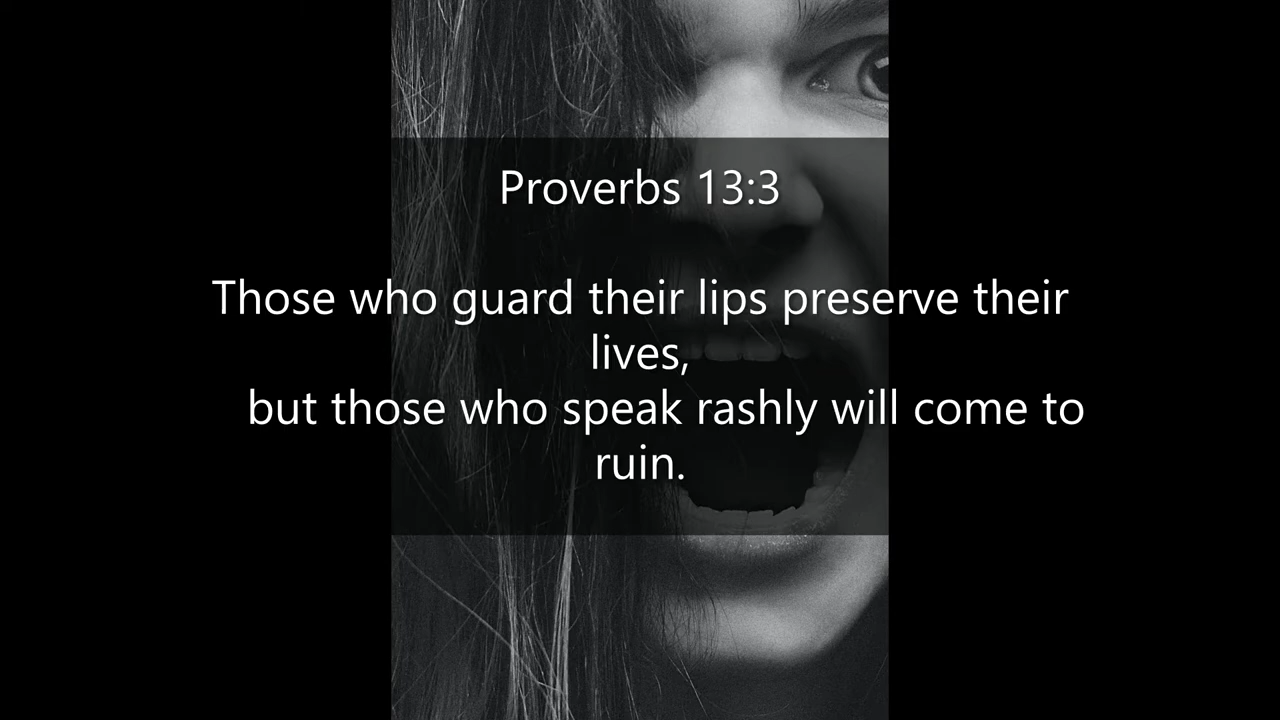 Proverbs 13:3
Those who guard their lips preserve their
lives,
but those who speak rashly will come to
ruin.